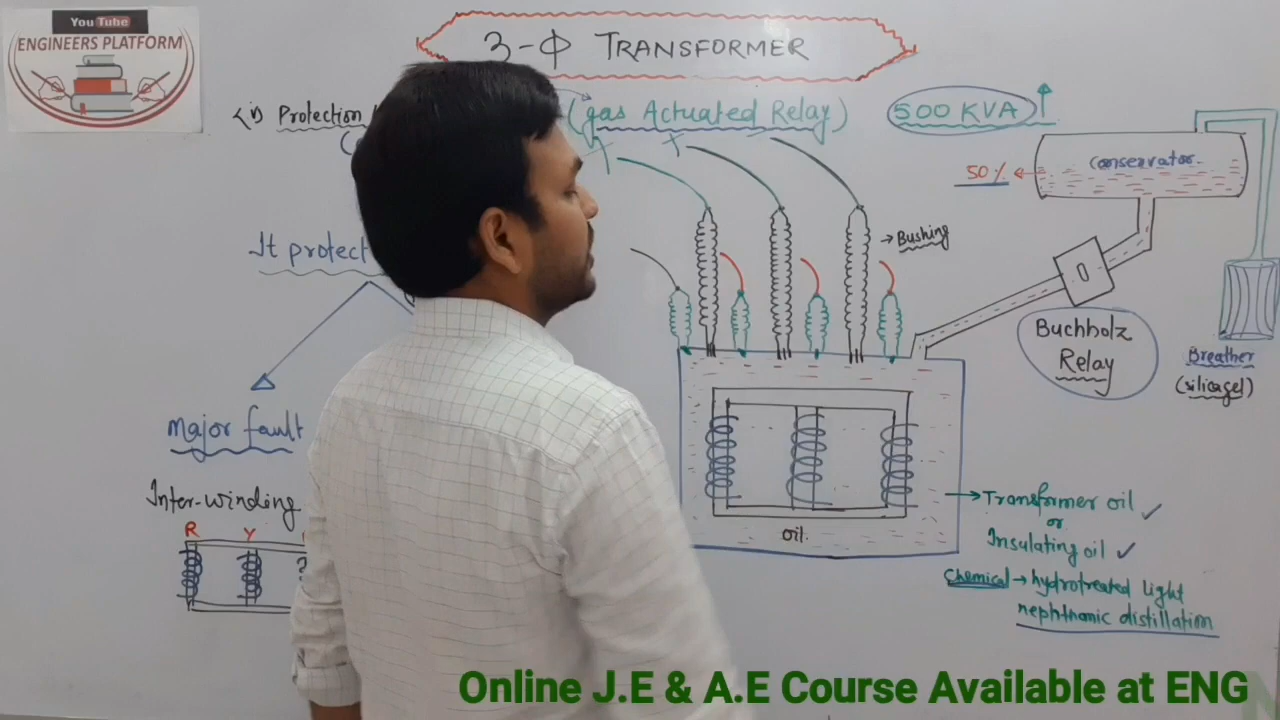 You Tube
ENGINEERS PLATFORM
3-Φ TRANSFORMER
Protection
(gas Actuated Relay)
500 KVA
Conservator
50%
Bushing
It protect
Buchholz
Relay
Breather
(silicagel)
Major fault
Inter-winding
R Y
Transformer oil
or
Insulating oil
oil
Chemical → hydrotreated light
nephthanic distillation
Online J.E & A.E Course Available at ENG